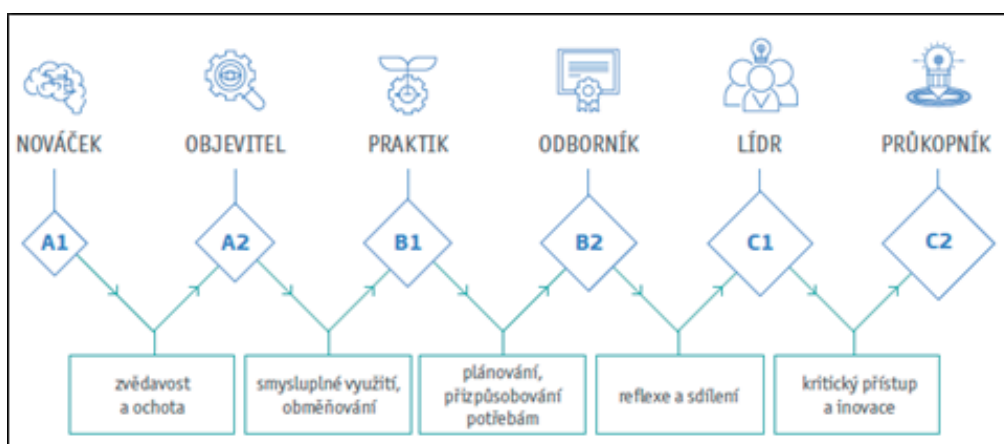 NOVÁČEK OBJEVITEL PRAKTIK ODBORNÍK LÍDR PRŮKOPNÍK
A1 A2 B1 B2 C1 C2
zvědavost
a ochota
smysluplné využití,
obměňování
plánování,
přizpůsobování
potřebám
reflexe a sdílení
kritický přístup
a inovace